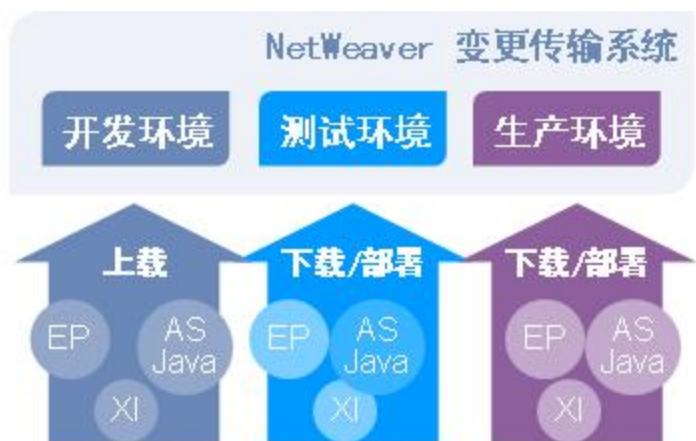 NetWeaver 变更传输系统
开发环境 测试环境 生产环境
上载 下载/部署 下载/部署
EP AS Java EP AS Java EP AS Java
XI XI XI